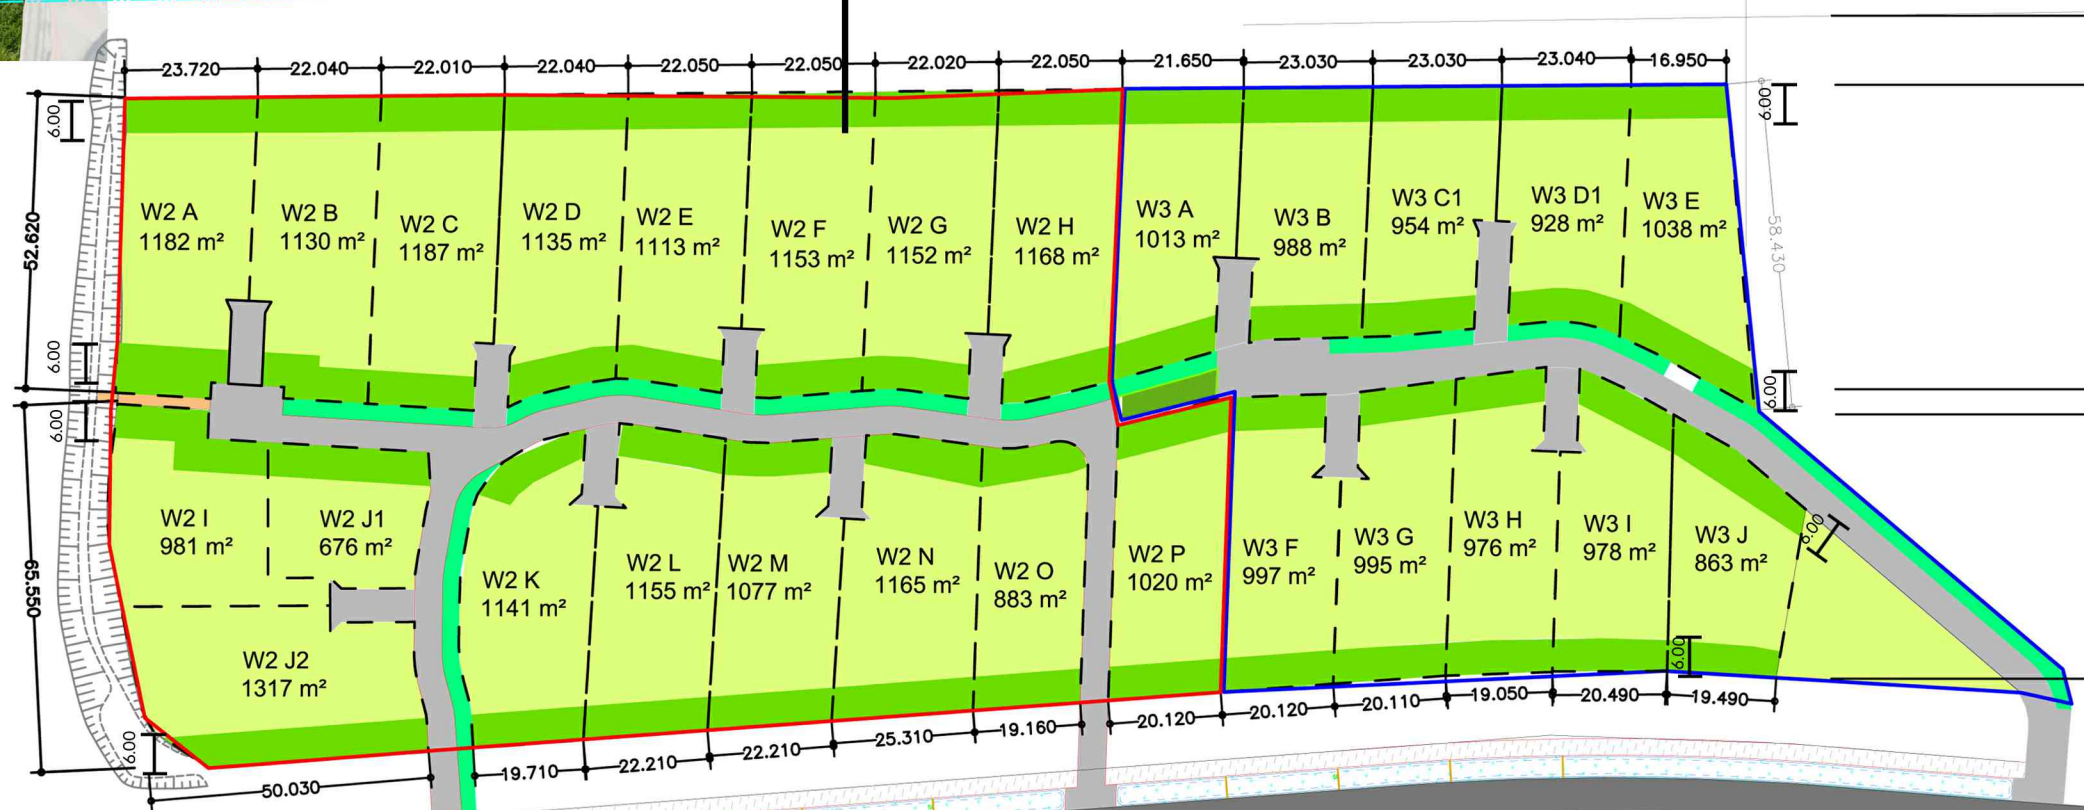 23.720
22.040
22.010
22.040
22.050
22.050
22.020
22.050
21.650
23.030
23.030
23.040
16.950
6.00
6.00
52.620
58.430
W2 A
1182 m²
W2 B
1130 m²
W2 C
1187 m²
W2 D
1135 m²
W2 E
1113 m²
W2 F
1153 m²
W2 G
1152 m²
W2 H
1168 m²
W3 A
1013 m²
W3 B
988 m²
W3 C1
954 m²
W3 D1
928 m²
W3 E
1038 m²
6.00
6.00
6.00
65.550
W2 I
981 m²
W2 J1
676 m²
W2 J2
1317 m²
W2 K
1141 m²
W2 L
1155 m²
W2 M
1077 m²
W2 N
1165 m²
W2 O
883 m²
W2 P
1020 m²
W3 F
997 m²
W3 G
995 m²
W3 H
976 m²
W3 I
978 m²
W3 J
863 m²
6.00
6.00
6.00
50.030
19.710
22.210
22.210
25.310
19.160
20.120
20.120
20.110
19.050
20.490
19.490